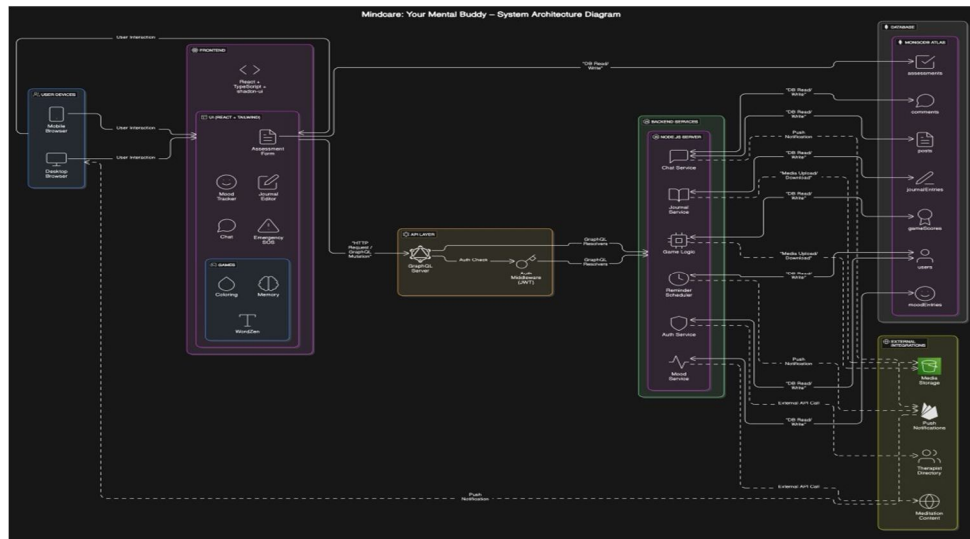 Mindcare: Your Mental Buddy – System Architecture Diagram
User Interaction
USER DEVICES
Mobile
Browser
Desktop
Browser
User Interaction
User Interaction
FRONTEND
React +
TypeScript +
shadcn-ui
UI (REACT + TAILWIND)
Assessment
Form
Mood
Tracker
Journal
Editor
Chat
Emergency
SOS
GAMES
Coloring
Memory
WordZen
"HTTP
Request /
GraphQL
Mutation"
API LAYER
GraphQL
Server
Auth Check
Auth
Middleware
(JWT)
GraphQL
Resolvers
GraphQL
Resolvers
BACKEND SERVICES
NODE.JS SERVER
Chat Service
Journal
Service
Game Logic
Reminder
Scheduler
Auth Service
Mood
Service
"DB Read/
Write"
"DB Read/
Write"
"DB Read/
Write"
Push
Notification
"DB Read/
Write"
"Media Upload/
Download"
"DB Read/
Write"
"Media Upload/
Download"
"DB Read/
Write"
Push
Notification
"DB Read/
Write"
External API Call
"DB Read/
Write"
External API Call
Push
Notification
DATABASE
MONGODB ATLAS
assessments
comments
posts
journalEntries
gameScores
users
moodEntries
EXTERNAL
INTEGRATIONS
Media
Storage
Push
Notifications
Therapist
Directory
Meditation
Content